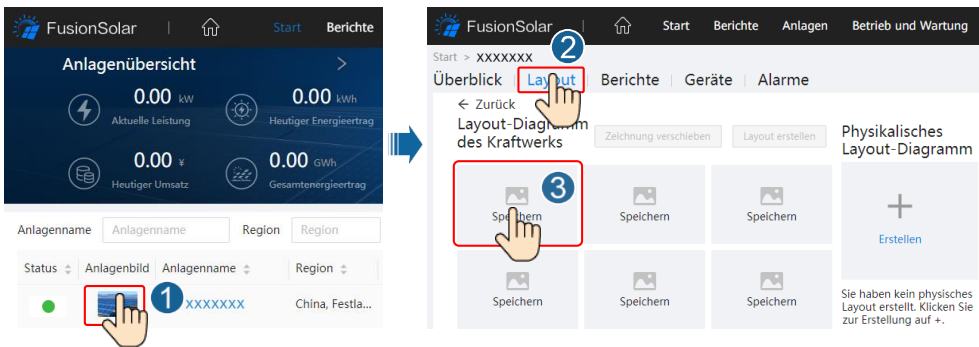 FusionSolar
Start
Berichte
Anlagenübersicht
0.00 kW
Aktuelle Leistung
0.00 kWh
Heutiger Energieertrag
0.00 ¥
Heutiger Umsatz
0.00 GWh
Gesamtenergieertrag
Anlagenname
Anlagenname
Region
Region
Status
Anlagenbild
Anlagenname
Region
1
XXXXXXX
China, Festla...
FusionSolar
Start
Berichte
Anlagen
Betrieb und Wartung
Start > XXXXXXX
2
Überblick
Layout
Berichte
Geräte
Alarme
← Zurück
Layout-Diagramm
des Kraftwerks
Zeichnung verschieben
Layout erstellen
Physikalisches
Layout-Diagramm
3
Speichern
Speichern
Speichern
+
Erstellen
Speichern
Speichern
Speichern
Sie haben kein physisches
Layout erstellt. Klicken Sie
zur Erstellung auf +.